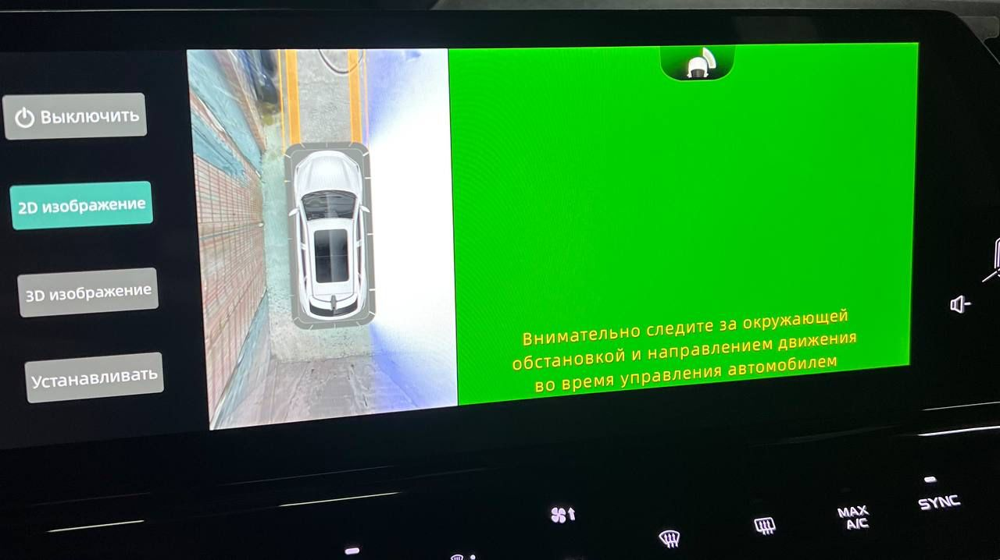 Выключить
2D изображение
3D изображение
Устанавливать
Внимательно следите за окружающей
обстановкой и направлением движения
во время управления автомобилем
MAX
A/C
SYNC